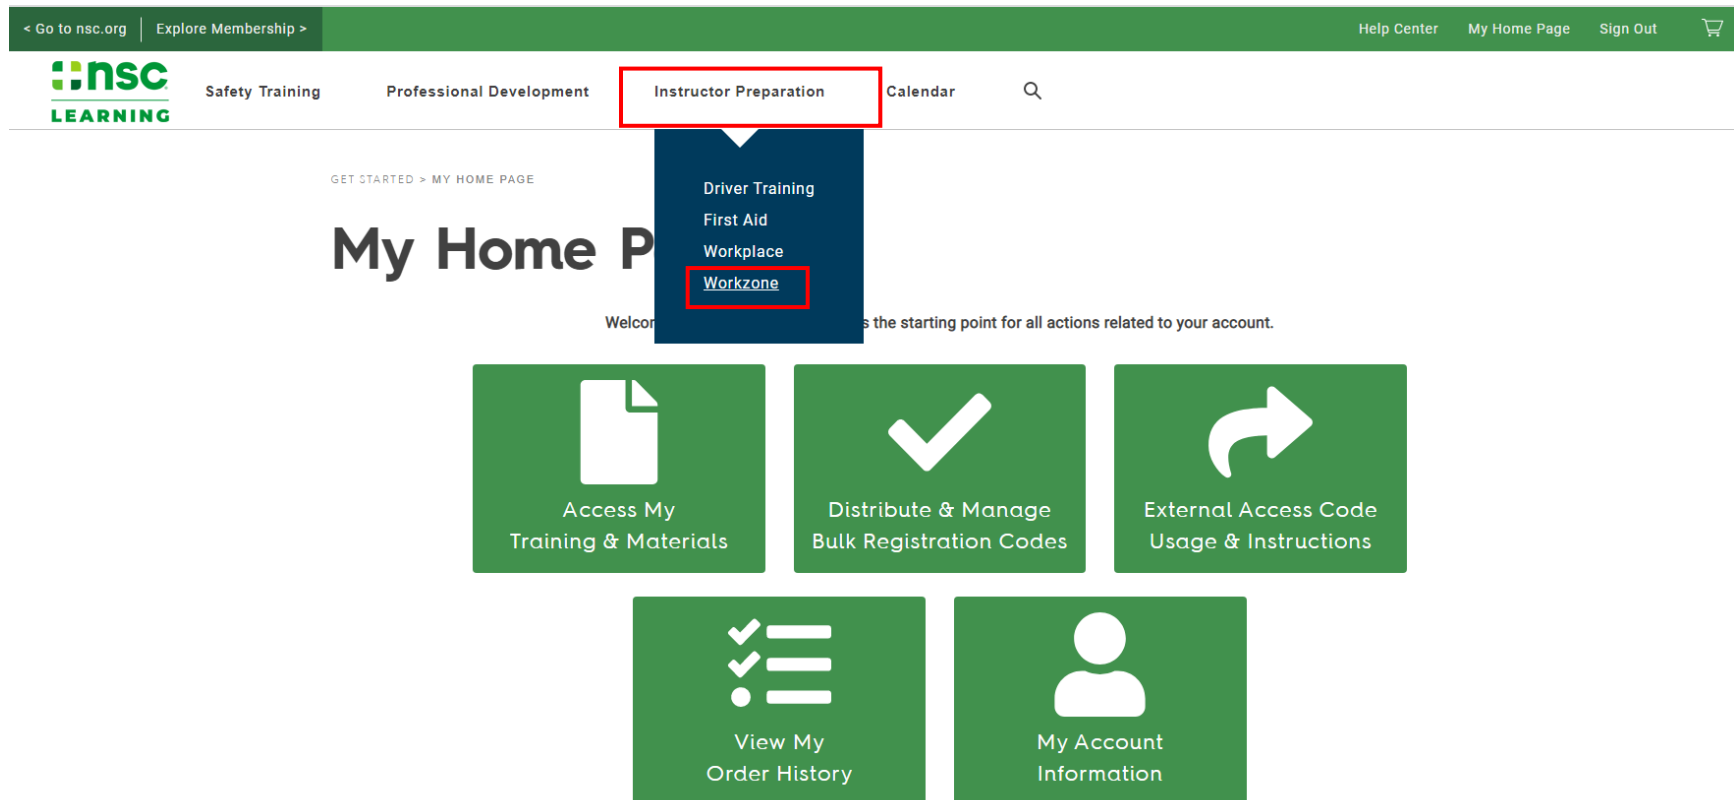 < Go to nsc.org
Explore Membership >
Help Center
My Home Page
Sign Out
nsc
LEARNING
Safety Training
Professional Development
Instructor Preparation
Calendar
Driver Training
First Aid
Workplace
Workzone
GET STARTED > MY HOME PAGE
My Home P
Welcor
s the starting point for all actions related to your account.
Access My
Training & Materials
Distribute & Manage
Bulk Registration Codes
External Access Code
Usage & Instructions
View My
Order History
My Account
Information